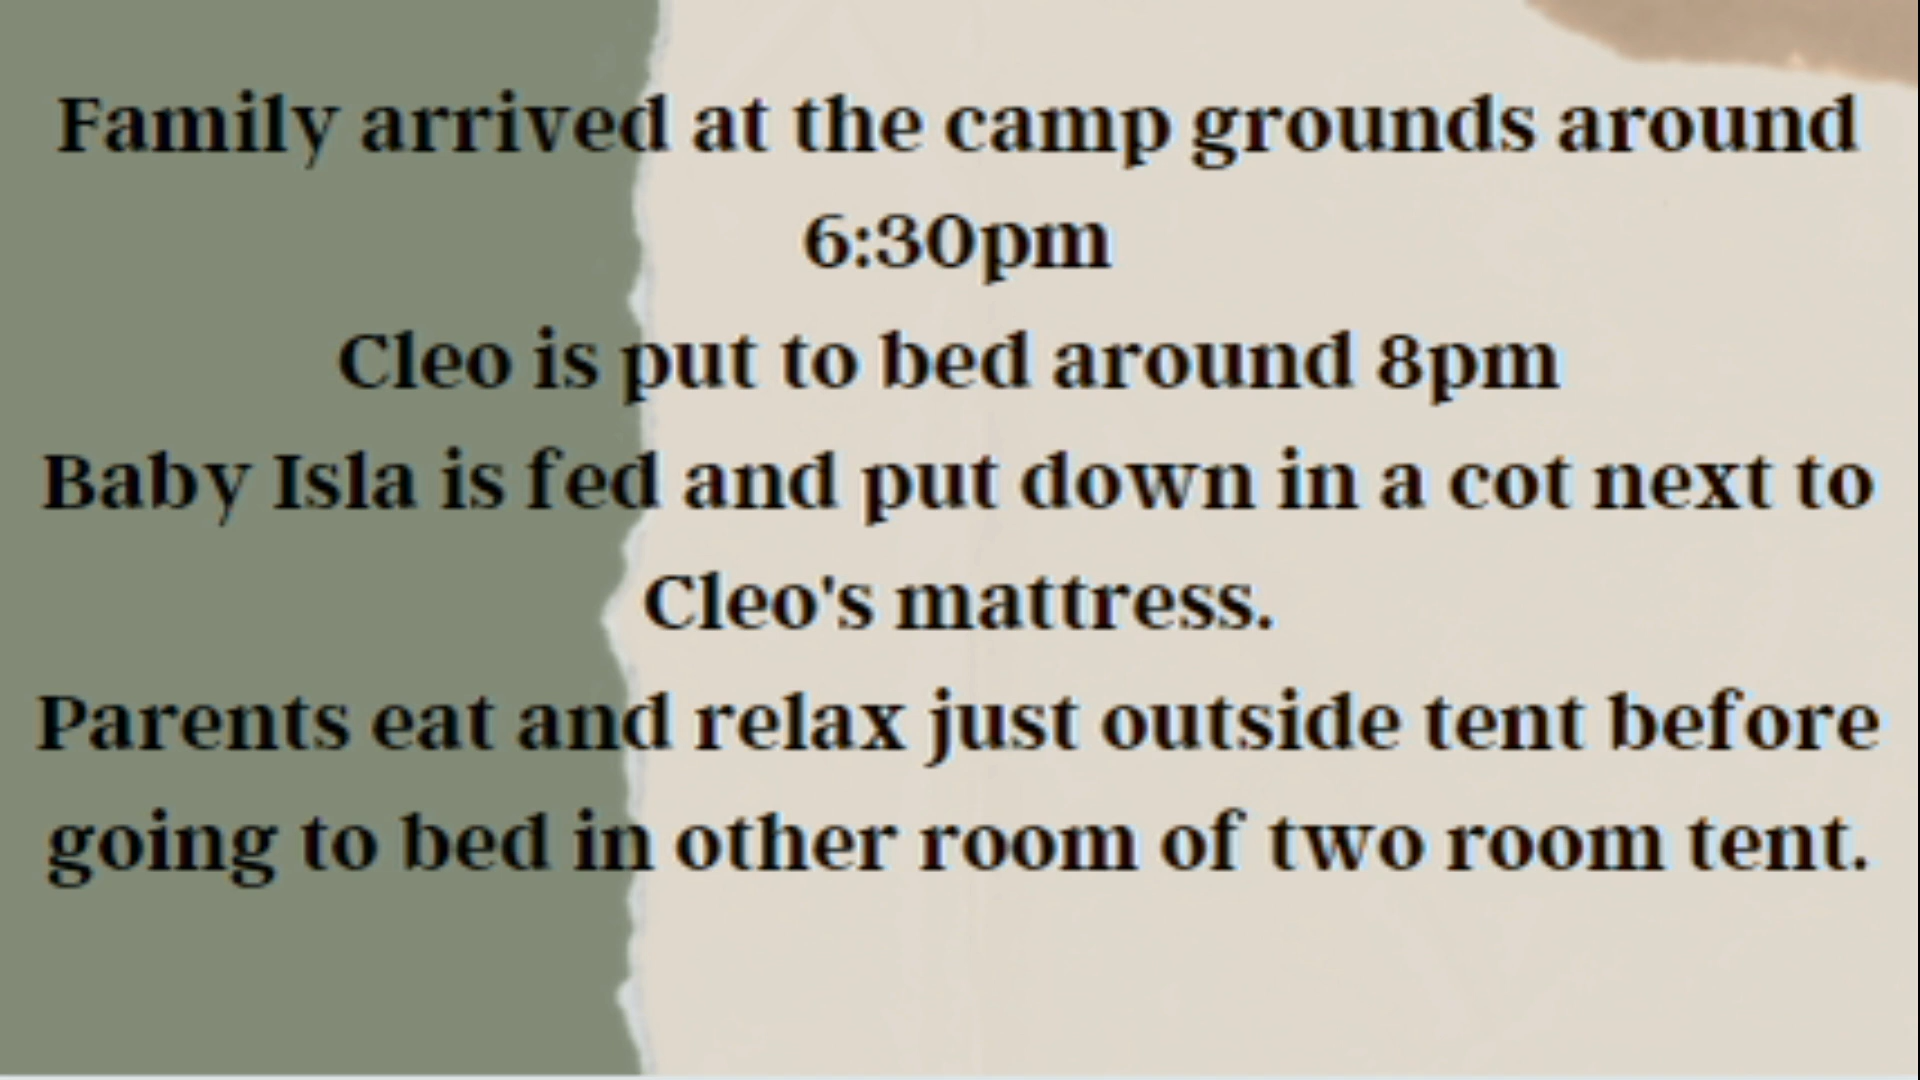 Family arrived at the camp grounds around
6:30pm
Cleo is put to bed around 8pm
Baby Isla is fed and put down in a cot next to
Cleo's mattress.
Parents eat and relax just outside tent before
going to bed in other room of two room tent.